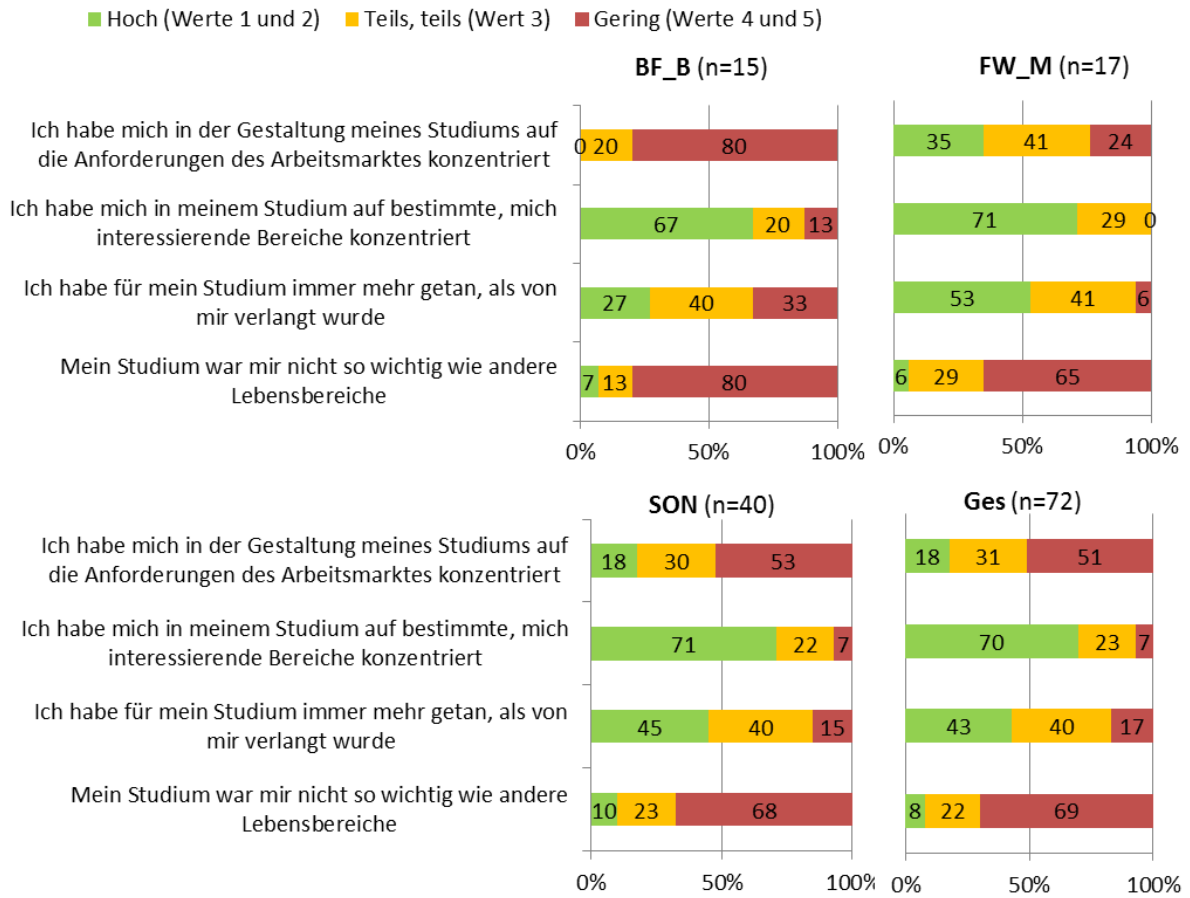 Hoch (Werte 1 und 2) Teils, teils (Wert 3) Gering (Werte 4 und 5)
BF_B (n=15) FW_M (n=17)
Ich habe mich in der Gestaltung meines Studiums auf
die Anforderungen des Arbeitsmarktes konzentriert
0 20 80 35 41 24
Ich habe mich in meinem Studium auf bestimmte, mich
interessierende Bereiche konzentriert
67 20 13 71 29 0
Ich habe für mein Studium immer mehr getan, als von
mir verlangt wurde
27 40 33 53 41 6
Mein Studium war mir nicht so wichtig wie andere
Lebensbereiche
7 13 80 6 29 65
0% 50% 100% 0% 50% 100%
SON (n=40) Ges (n=72)
Ich habe mich in der Gestaltung meines Studiums auf
die Anforderungen des Arbeitsmarktes konzentriert
18 30 53 18 31 51
Ich habe mich in meinem Studium auf bestimmte, mich
interessierende Bereiche konzentriert
71 22 7 70 23 7
Ich habe für mein Studium immer mehr getan, als von
mir verlangt wurde
45 40 15 43 40 17
Mein Studium war mir nicht so wichtig wie andere
Lebensbereiche
10 23 68 8 22 69
0% 50% 100% 0% 50% 100%